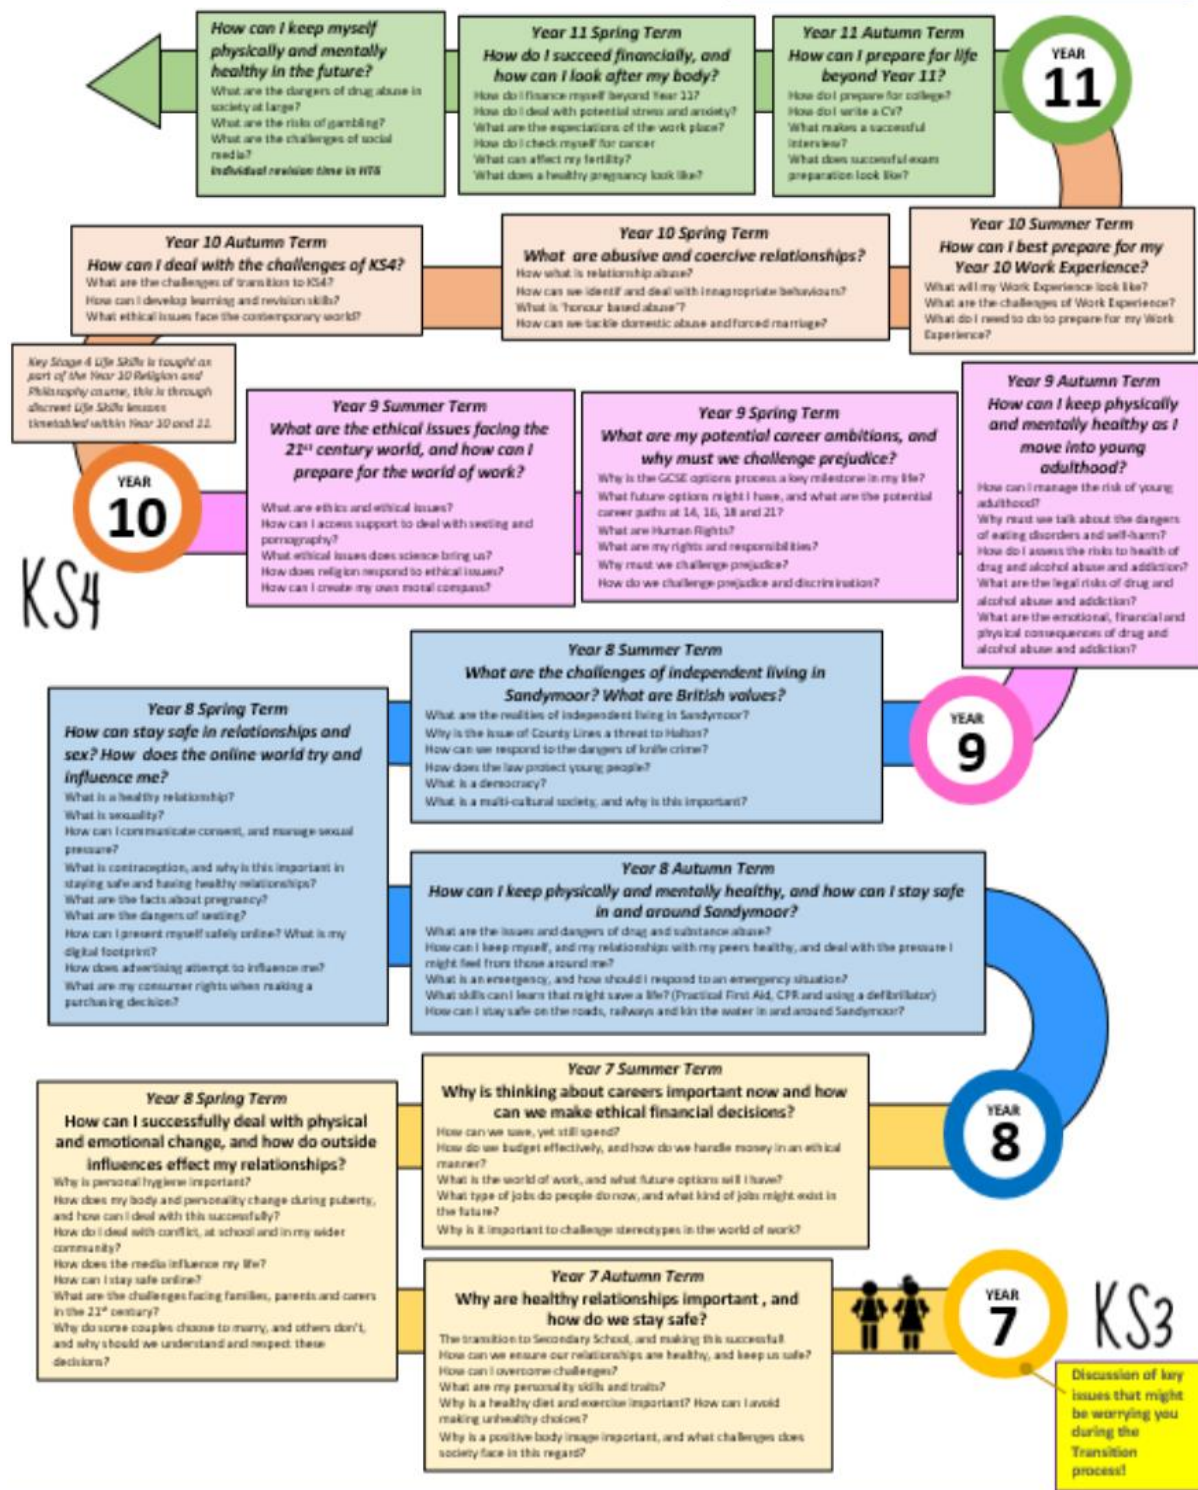 How can I keep myself
physically and mentally
healthy in the future?
What are the dangers of drug abuse in
society at large?
What are the risks of gambling?
What are the challenges of social
media?
Individual revision time in HT6
Year 11 Spring Term
How do I succeed financially, and
how can I look after my body?
How do I finance myself beyond Year 11?
How do I deal with potential stress and anxiety?
What are the expectations of the work place?
How do I check myself for cancer
What can affect my fertility?
What does a healthy pregnancy look like?
Year 11 Autumn Term
How can I prepare for life
beyond Year 11?
How do I prepare for college?
How do I write a CV?
What makes a successful
interview?
What does successful exam
preparation look like?
YEAR
11
Year 10 Autumn Term
How can I deal with the challenges of KS4?
What are the challenges of transition to KS4?
How can I develop learning and revision skills?
What ethical issues face the contemporary world?
Year 10 Spring Term
What are abusive and coercive relationships?
How what is relationship abuse?
How can we identif and deal with innapropriate behaviours?
What is 'honour based abuse'?
How can we tackle domestic abuse and forced marriage?
Year 10 Summer Term
How can I best prepare for my
Year 10 Work Experience?
What will my Work Experience look like?
What are the challenges of Work Experience?
What do I need to do to prepare for my Work
Experience?
Key Stage 4 Life Skills is taught as
part of the Year 10 Religion and
Philosophy course, this is through
discreet Life Skills lessons
timetabled within Year 10 and 11.
YEAR
10
KS4
Year 9 Summer Term
What are the ethical issues facing the
21st century world, and how can I
prepare for the world of work?
What are ethics and ethical issues?
How can I access support to deal with sexting and
pornography?
What ethical issues does science bring us?
How does religion respond to ethical issues?
How can I create my own moral compass?
Year 9 Spring Term
What are my potential career ambitions, and
why must we challenge prejudice?
Why is the GCSE options process a key milestone in my life?
What future options might I have, and what are the potential
career paths at 14, 16, 18 and 21?
What are Human Rights?
What are my rights and responsibilities?
Why must we challenge prejudice?
How do we challenge prejudice and discrimination?
Year 9 Autumn Term
How can I keep physically
and mentally healthy as I
move into young
adulthood?
How can I manage the risk of young
adulthood?
Why must we talk about the dangers
of eating disorders and self-harm?
How do I assess the risks to health of
drug and alcohol abuse and addiction?
What are the legal risks of drug and
alcohol abuse and addiction?
What are the emotional, financial and
physical consequences of drug and
alcohol abuse and addiction?
Year 8 Spring Term
How can stay safe in relationships and
sex? How does the online world try and
influence me?
What is a healthy relationship?
What is sexuality?
How can I communicate consent, and manage sexual
pressure?
What is contraception, and why is this important in
staying safe and having healthy relationships?
What are the facts about pregnancy?
What are the dangers of sexting?
How can I present myself safely online? What is my
digital footprint?
How does advertising attempt to influence me?
What are my consumer rights when making a
purchasing decision?
Year 8 Summer Term
What are the challenges of independent living in
Sandymoor? What are British values?
What are the realities of independent living in Sandymoor?
Why is the issue of County Lines a threat to Halton?
How can we respond to the dangers of knife crime?
How does the law protect young people?
What is a democracy?
What is a multi-cultural society, and why is this important?
YEAR
9
Year 8 Autumn Term
How can I keep physically and mentally healthy, and how can I stay safe
in and around Sandymoor?
What are the issues and dangers of drug and substance abuse?
How can I keep myself, and my relationships with my peers healthy, and deal with the pressure I
might feel from those around me?
What is an emergency, and how should I respond to an emergency situation?
What skills can I learn that might save a life? (Practical First Aid, CPR and using a defibrillator)
How can I stay safe on the roads, railways and kin the water in and around Sandymoor?
Year 8 Spring Term
How can I successfully deal with physical
and emotional change, and how do outside
influences effect my relationships?
Why is personal hygiene important?
How does my body and personality change during puberty,
and how can I deal with this successfully?
How do I deal with conflict, at school and in my wider
community?
How does the media influence my life?
How can I stay safe online?
What are the challenges facing families, parents and carers
in the 21st century?
Why do some couples choose to marry, and others don't,
and why should we understand and respect these
decisions?
Year 7 Summer Term
Why is thinking about careers important now and how
can we make ethical financial decisions?
How can we save, yet still spend?
How do we budget effectively, and how do we handle money in an ethical
manner?
What is the world of work, and what future options will I have?
What type of jobs do people do now, and what kind of jobs might exist in
the future?
Why is it important to challenge stereotypes in the world of work?
YEAR
8
Year 7 Autumn Term
Why are healthy relationships important , and
how do we stay safe?
The transition to Secondary School, and making this successful!
How can we ensure our relationships are healthy, and keep us safe?
How can I overcome challenges?
What are my personality skills and traits?
Why is a healthy diet and exercise important? How can I avoid
making unhealthy choices?
Why is a positive body image important, and what challenges does
society face in this regard?
YEAR
7
KS3
Discussion of key
issues that might
be worrying you
during the
Transition
process!